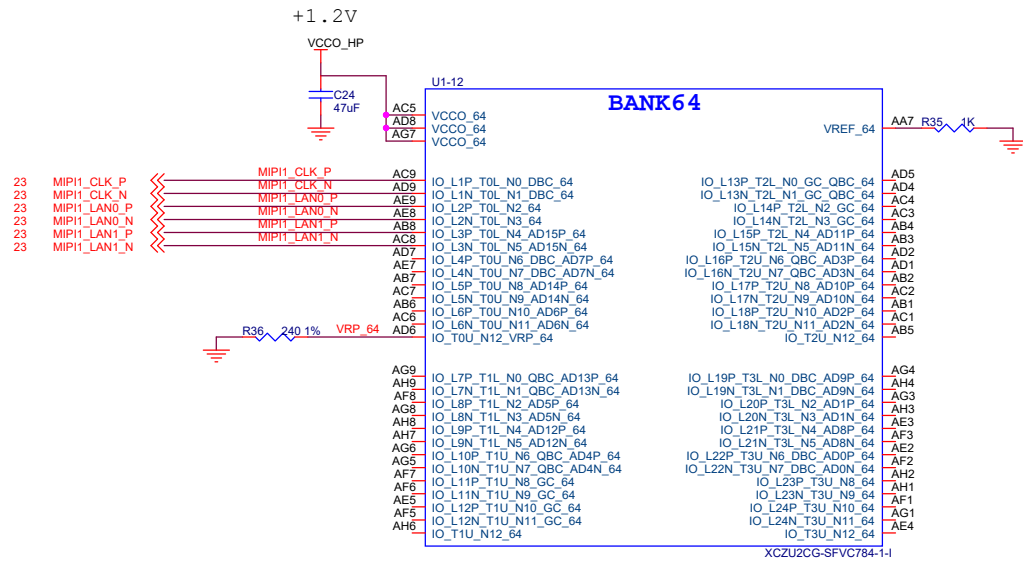 +1.2V
VCCO_HP
C24
47uF
U1-12
BANK64
AC5 VCCO_64
AD8 VCCO_64
AG7 VCCO_64
VREF_64 AA7 R35 1K
23 MIPI1_CLK_P MIPI1_CLK_P AC9 IO_L1P_T0L_N0_DBC_64
23 MIPI1_CLK_N MIPI1_CLK_N AD9 IO_L1N_T0L_N1_DBC_64
23 MIPI1_LAN0_P MIPI1_LAN0_P AE9 IO_L2P_T0L_N2_64
23 MIPI1_LAN0_N MIPI1_LAN0_N AE8 IO_L2N_T0L_N3_64
23 MIPI1_LAN1_P MIPI1_LAN1_P AB8 IO_L3P_T0L_N4_AD15P_64
23 MIPI1_LAN1_N MIPI1_LAN1_N AC8 IO_L3N_T0L_N5_AD15N_64
AD7 IO_L4P_T0U_N6_DBC_AD7P_64
AE7 IO_L4N_T0U_N7_DBC_AD7N_64
AB7 IO_L5P_T0U_N8_AD14P_64
AC7 IO_L5N_T0U_N9_AD14N_64
AB6 IO_L6P_T0U_N10_AD6P_64
AC6 IO_L6N_T0U_N11_AD6N_64
R36 240 1% VRP_64 AD6 IO_T0U_N12_VRP_64
IO_L13P_T2L_N0_GC_QBC_64 AD5
IO_L13N_T2L_N1_GC_QBC_64 AD4
IO_L14P_T2L_N2_GC_64 AC4
IO_L14N_T2L_N3_GC_64 AC3
IO_L15P_T2L_N4_AD11P_64 AB4
IO_L15N_T2L_N5_AD11N_64 AB3
IO_L16P_T2U_N6_QBC_AD3P_64 AD2
IO_L16N_T2U_N7_QBC_AD3N_64 AD1
IO_L17P_T2U_N8_AD10P_64 AB2
IO_L17N_T2U_N9_AD10N_64 AC2
IO_L18P_T2U_N10_AD2P_64 AB1
IO_L18N_T2U_N11_AD2N_64 AC1
IO_T2U_N12_64 AB5
AG9 IO_L7P_T1L_N0_QBC_AD13P_64
AH9 IO_L7N_T1L_N1_QBC_AD13N_64
AF8 IO_L8P_T1L_N2_AD5P_64
AG8 IO_L8N_T1L_N3_AD5N_64
AH8 IO_L9P_T1L_N4_AD12P_64
AH7 IO_L9N_T1L_N5_AD12N_64
AG6 IO_L10P_T1U_N6_QBC_AD4P_64
AG5 IO_L10N_T1U_N7_QBC_AD4N_64
AF7 IO_L11P_T1U_N8_GC_64
AF6 IO_L11N_T1U_N9_GC_64
AE5 IO_L12P_T1U_N10_GC_64
AF5 IO_L12N_T1U_N11_GC_64
AH6 IO_T1U_N12_64
IO_L19P_T3L_N0_DBC_AD9P_64 AG4
IO_L19N_T3L_N1_DBC_AD9N_64 AH4
IO_L20P_T3L_N2_AD1P_64 AG3
IO_L20N_T3L_N3_AD1N_64 AH3
IO_L21P_T3L_N4_AD8P_64 AE3
IO_L21N_T3L_N5_AD8N_64 AF3
IO_L22P_T3U_N6_DBC_AD0P_64 AE2
IO_L22N_T3U_N7_DBC_AD0N_64 AF2
IO_L23P_T3U_N8_64 AH2
IO_L23N_T3U_N9_64 AH1
IO_L24P_T3U_N10_64 AF1
IO_L24N_T3U_N11_64 AG1
IO_T3U_N12_64 AE4
XCZU2CG-SFVC784-1-I